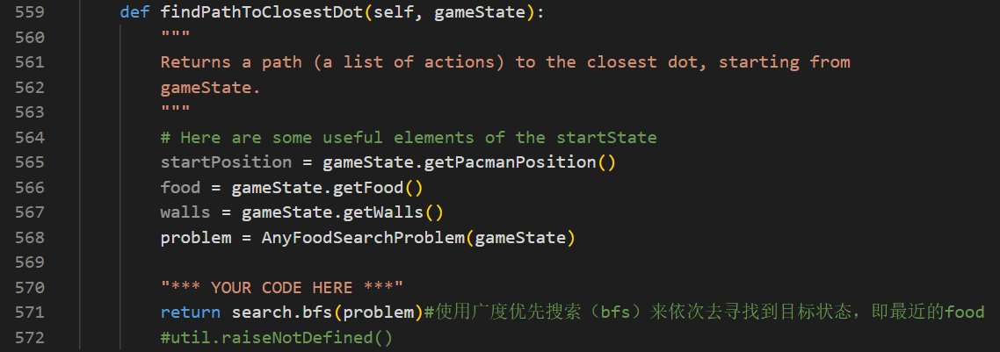 559 def findPathToClosestDot(self, gameState):
560 """
561 Returns a path (a list of actions) to the closest dot, starting from
562 gameState.
563 """
564 # Here are some useful elements of the startState
565 startPosition = gameState.getPacmanPosition()
566 food = gameState.getFood()
567 walls = gameState.getWalls()
568 problem = AnyFoodSearchProblem(gameState)
569
570 "*** YOUR CODE HERE ***"
571 return search.bfs(problem)#使用广度优先搜索（bfs）来依次去寻找到目标状态，即最近的food
572 #util.raiseNotDefined()